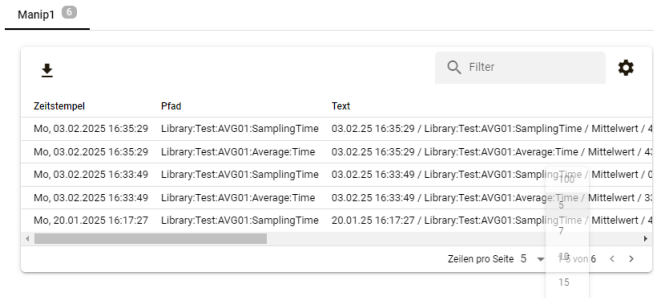 Manip1 6
Filter
Zeitstempel Pfad Text
Mo, 03.02.2025 16:35:29 Library:Test:AVG01:SamplingTime 03.02.25 16:35:29 / Library:Test:AVG01:SamplingTime / Mittelwert / 4
Mo, 03.02.2025 16:35:29 Library:Test:AVG01:Average:Time 03.02.25 16:35:29 / Library:Test:AVG01:Average:Time / Mittelwert / 43
Mo, 03.02.2025 16:33:49 Library:Test:AVG01:SamplingTime 03.02.25 16:33:49 / Library:Test:AVG01:SamplingTime / Mittelwert / 0
100
Mo, 03.02.2025 16:33:49 Library:Test:AVG01:Average:Time 03.02.25 16:33:49 / Library:Test:AVG01:Average:Time / Mittelwert / 33
5
Mo, 20.01.2025 16:17:27 Library:Test:AVG01:SamplingTime 20.01.25 16:17:27 / Library:Test:AVG01:SamplingTime / Mittelwert / 4
7
Zeilen pro Seite 5 von 6
15